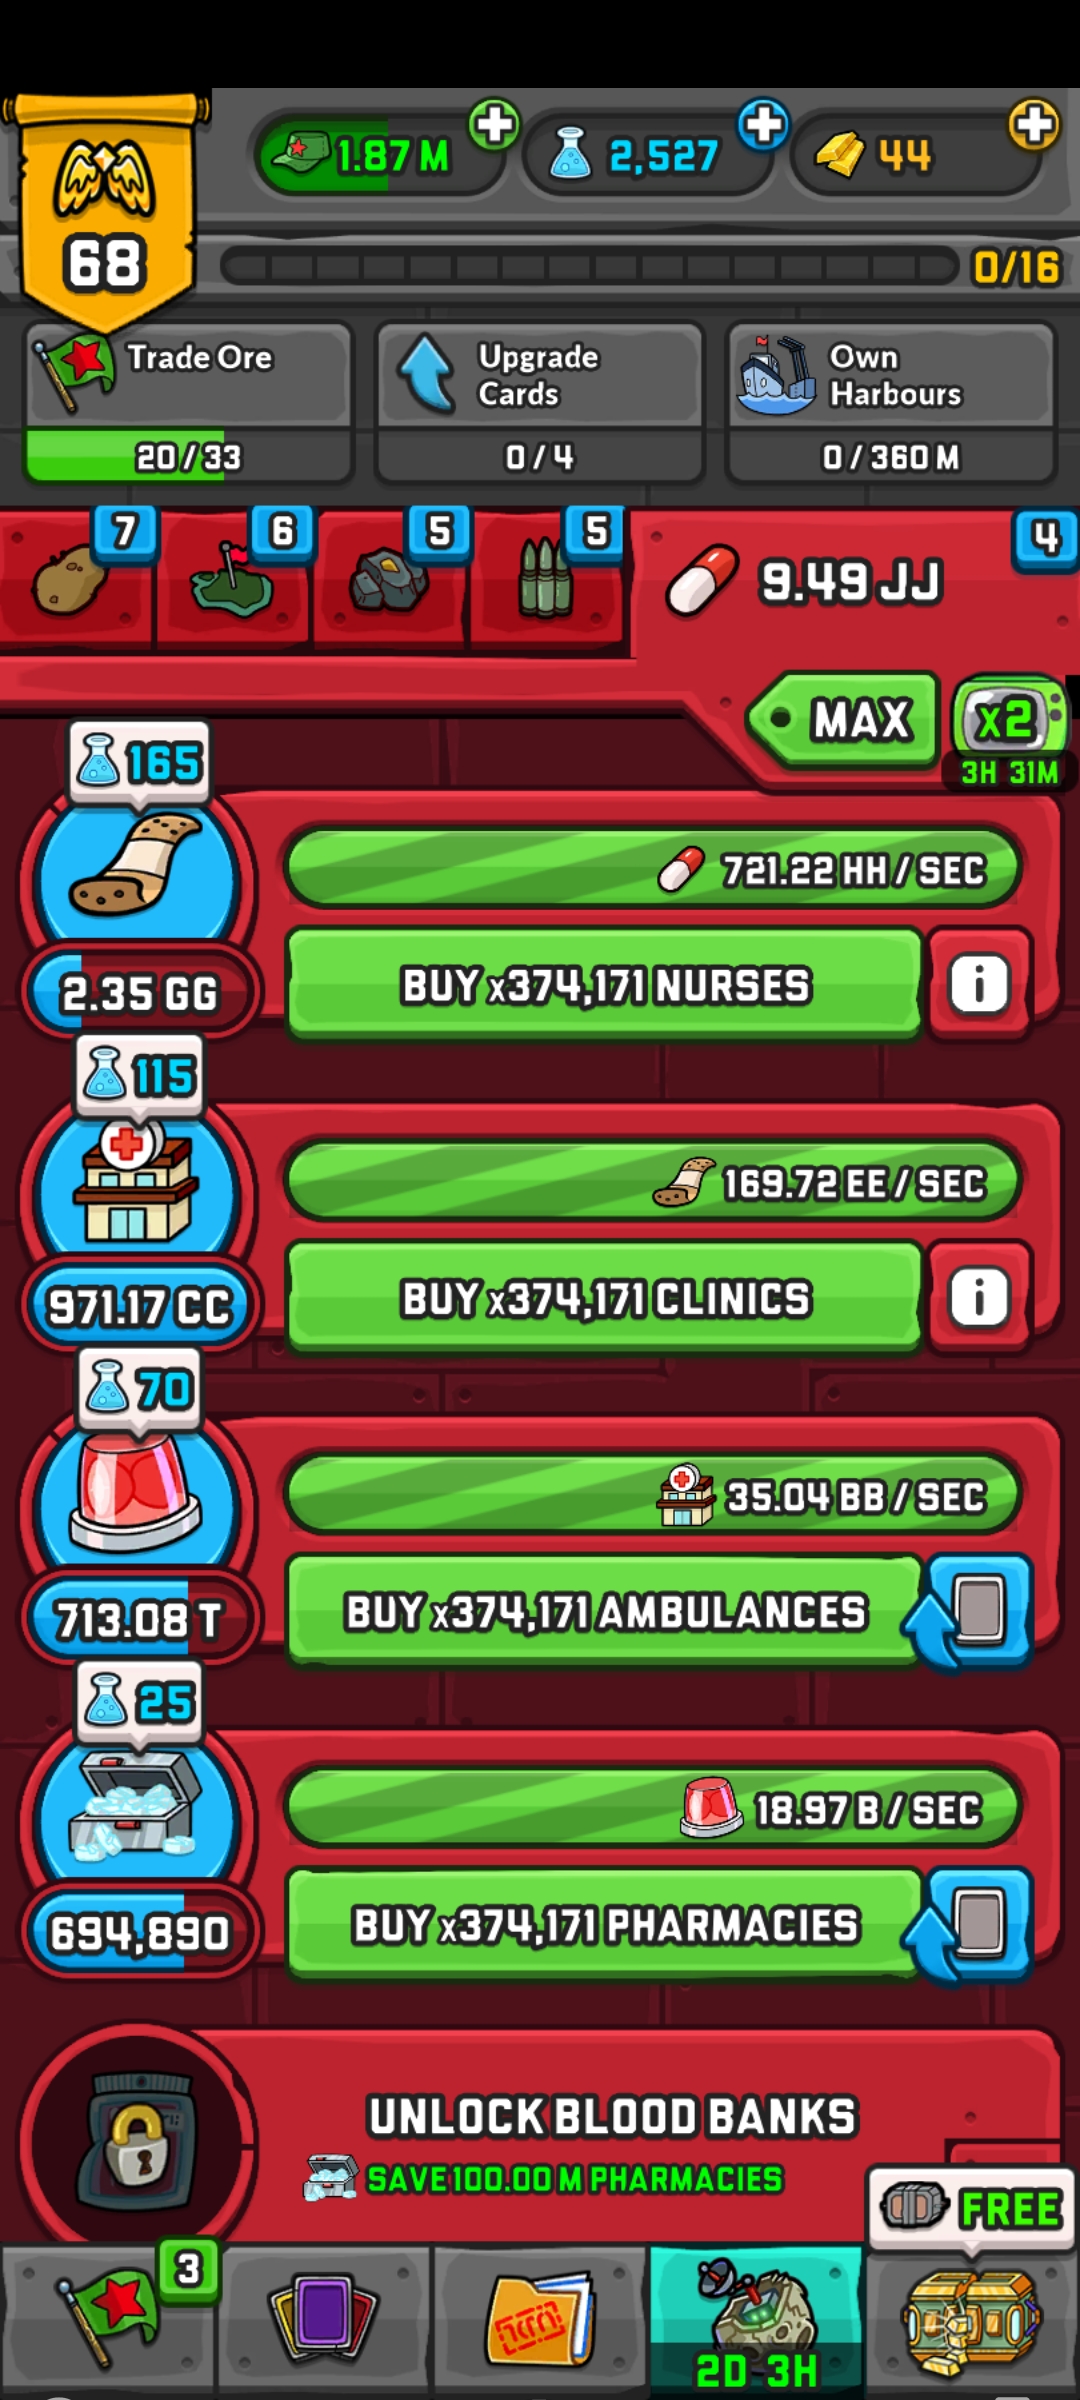 68
1.87 M
2,527
44
0/16
Trade Ore
20/33
Upgrade
Cards
0/4
Own
Harbours
0/360 M
7
6
5
5
9.49 JJ
4
MAX
x2
3H 31M
165
721.22 HH / SEC
2.35 GG
BUY x374,171 NURSES
i
115
169.72 EE / SEC
971.17 CC
BUY x374,171 CLINICS
i
70
35.04 BB / SEC
713.08 T
BUY x374,171 AMBULANCES
25
18.97 B / SEC
694,890
BUY x374,171 PHARMACIES
UNLOCK BLOOD BANKS
SAVE 100.00 M PHARMACIES
FREE
3
2D 3H